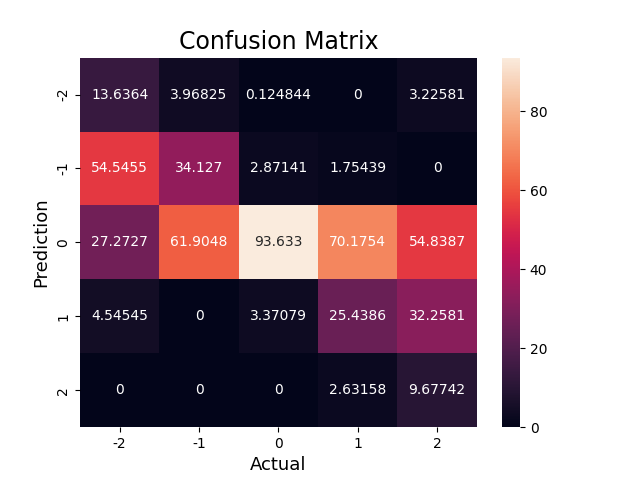 Confusion Matrix
-2 13.6364 3.96825 0.124844 0 3.22581
-1 54.5455 34.127 2.87141 1.75439 0
0 27.2727 61.9048 93.633 70.1754 54.8387
1 4.54545 0 3.37079 25.4386 32.2581
2 0 0 0 2.63158 9.67742
-2 -1 0 1 2
Prediction
Actual
80
60
40
20
0